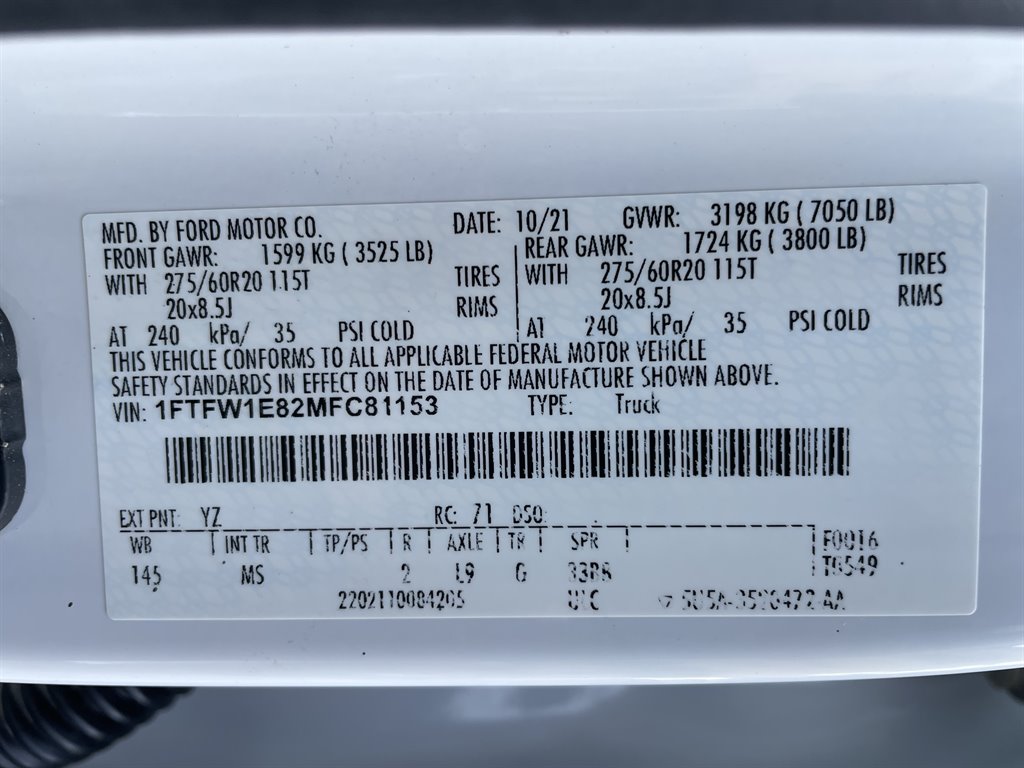 MFD. BY FORD MOTOR CO. DATE: 10/21 GVWR: 3198 KG ( 7050 LB)
FRONT GAWR: 1599 KG ( 3525 LB) REAR GAWR: 1724 KG ( 3800 LB)
WITH 275/60R20 115T TIRES WITH 275/60R20 115T TIRES
20x8.5J RIMS 20x8.5J RIMS
AT 240 kPa/ 35 PSI COLD AT 240 kPa/ 35 PSI COLD
THIS VEHICLE CONFORMS TO ALL APPLICABLE FEDERAL MOTOR VEHICLE
SAFETY STANDARDS IN EFFECT ON THE DATE OF MANUFACTURE SHOWN ABOVE.
VIN: 1FTFW1E82MFC81153 TYPE: Truck
EXT PNT: YZ RC: 71 DSO:
WB INT TR TP/PS R AXLE TR SPR F0016
145 MS 2 L9 G T0549